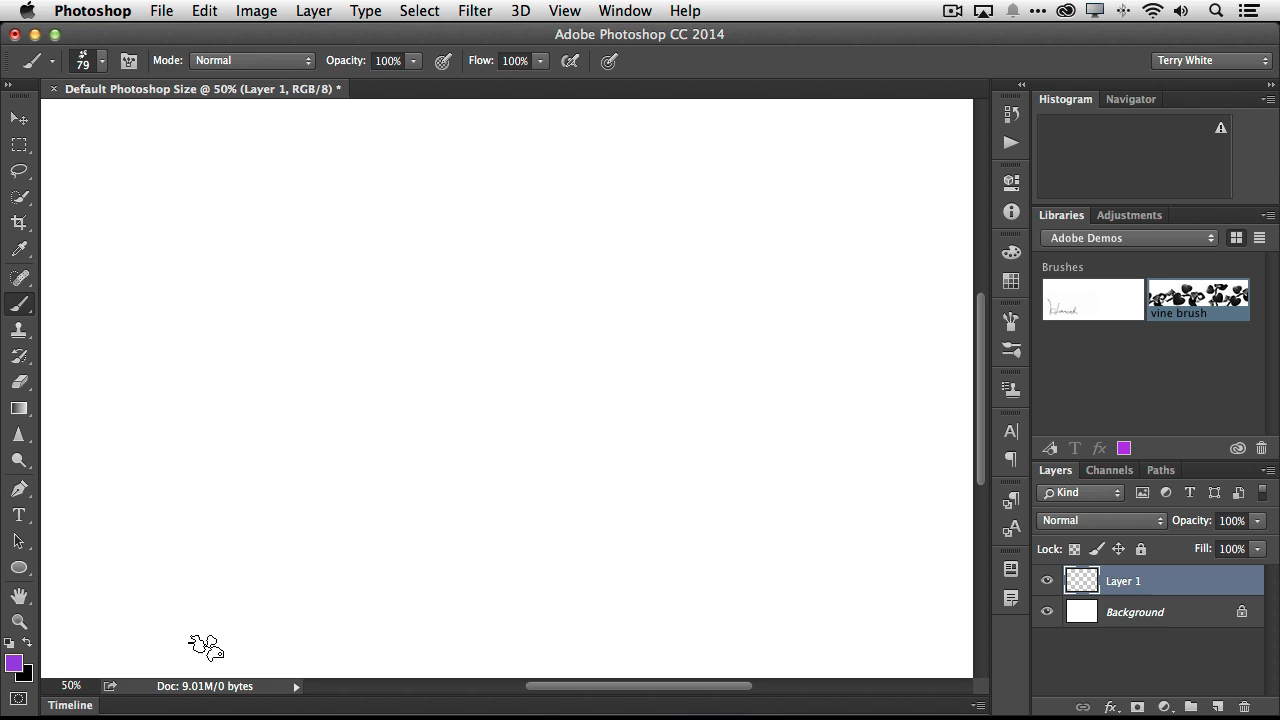 Photoshop File Edit Image Layer Type Select Filter 3D View Window Help
Adobe Photoshop CC 2014
79 Mode: Normal Opacity: 100% Flow: 100% Terry White
× Default Photoshop Size @ 50% (Layer 1, RGB/8) *
Histogram Navigator
Libraries Adjustments
Adobe Demos
Brushes
vine brush
Layers Channels Paths
Kind
Normal Opacity: 100%
Lock: Fill: 100%
Layer 1
Background
50% Doc: 9.01M/0 bytes
Timeline